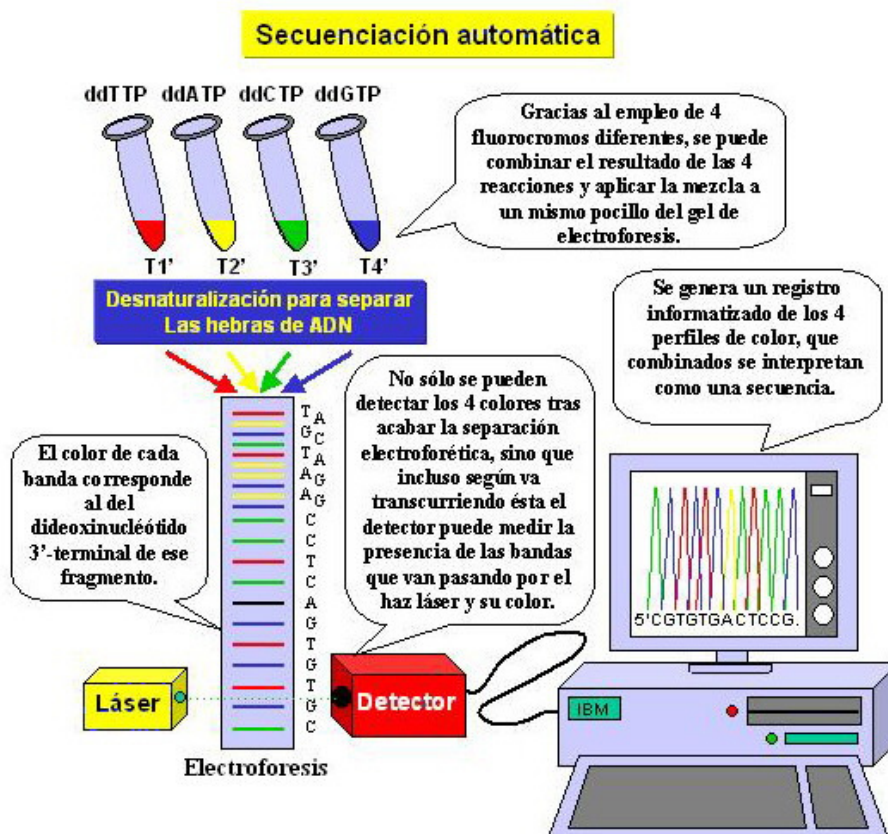 Secuenciación automática
ddTTP ddATP ddCTP ddGTP
Gracias al empleo de 4
fluorocromos diferentes, se puede
combinar el resultado de las 4
reacciones y aplicar la mezcla a
un mismo pocillo del gel de
electroforesis.
T1' T2' T3' T4'
Desnaturalización para separar
Las hebras de ADN
Se genera un registro
informatizado de los 4
perfiles de color, que
combinados se interpretan
como una secuencia.
No sólo se pueden
detectar los 4 colores tras
acabar la separación
electroforética, sino que
incluso según va
transcurriendo ésta el
detector puede medir la
presencia de las bandas
que van pasando por el
haz láser y su color.
El color de cada
banda corresponde
al del
dideoxinucléótido
3'-terminal de ese
fragmento.
T
A
G
C
T
A
A
G
A
G
C
C
T
C
A
G
T
G
T
G
C
5'CGTGTGACTCCG.
Láser
Detector
IBM
Electroforesis